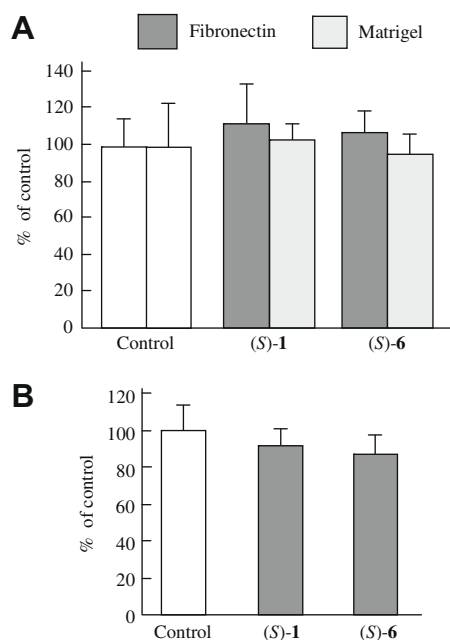 A
Fibronectin
Matrigel
% of control
140
120
100
80
60
40
20
0
Control
(S)-1
(S)-6
B
% of control
120
100
80
60
40
20
0
Control
(S)-1
(S)-6